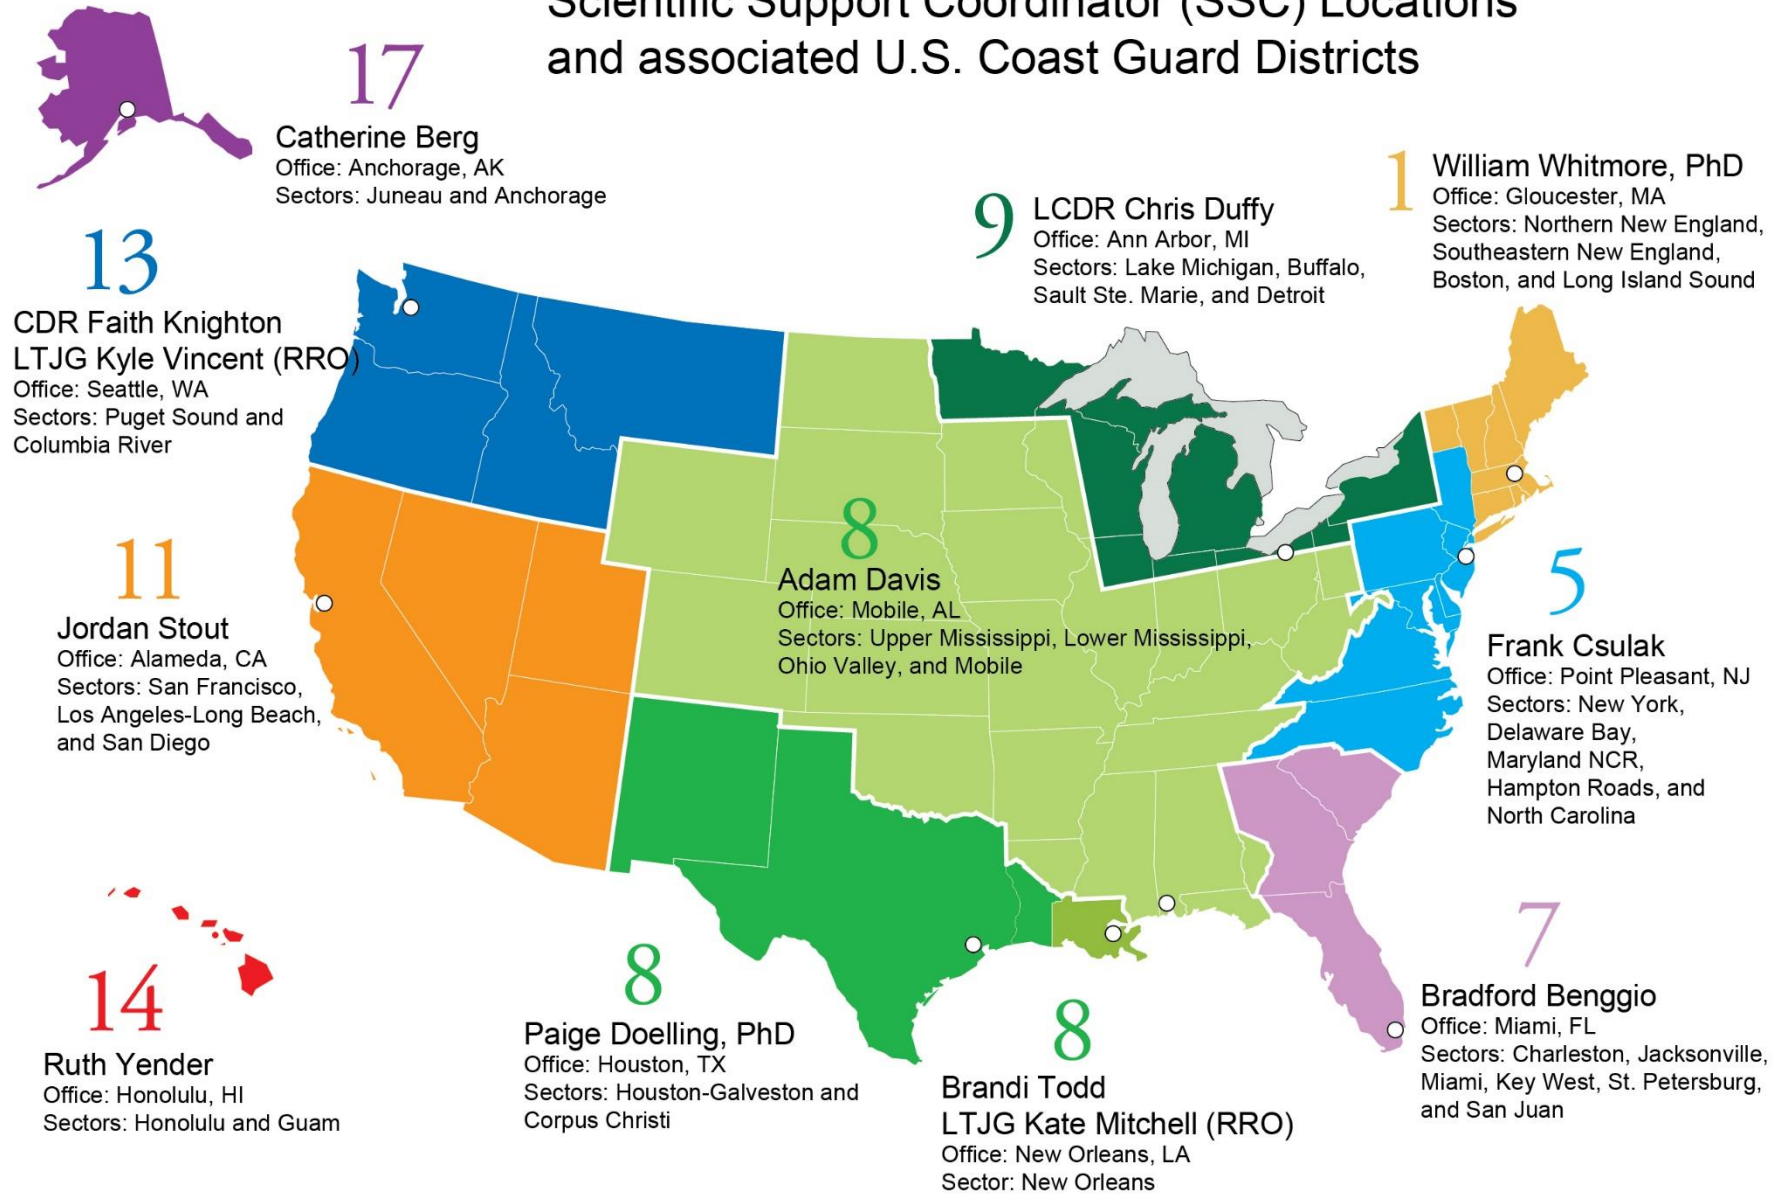 Scientific Support Coordinator (SSC) Locations
and associated U.S. Coast Guard Districts
17
Catherine Berg
Office: Anchorage, AK
Sectors: Juneau and Anchorage
1
William Whitmore, PhD
Office: Gloucester, MA
Sectors: Northern New England,
Southeastern New England,
Boston, and Long Island Sound
9
LCDR Chris Duffy
Office: Ann Arbor, MI
Sectors: Lake Michigan, Buffalo,
Sault Ste. Marie, and Detroit
13
CDR Faith Knighton
LTJG Kyle Vincent (RRO)
Office: Seattle, WA
Sectors: Puget Sound and
Columbia River
8
Adam Davis
Office: Mobile, AL
Sectors: Upper Mississippi, Lower Mississippi,
Ohio Valley, and Mobile
11
Jordan Stout
Office: Alameda, CA
Sectors: San Francisco,
Los Angeles-Long Beach,
and San Diego
5
Frank Csulak
Office: Point Pleasant, NJ
Sectors: New York,
Delaware Bay,
Maryland NCR,
Hampton Roads, and
North Carolina
14
Ruth Yender
Office: Honolulu, HI
Sectors: Honolulu and Guam
8
Paige Doelling, PhD
Office: Houston, TX
Sectors: Houston-Galveston and
Corpus Christi
8
Brandi Todd
LTJG Kate Mitchell (RRO)
Office: New Orleans, LA
Sector: New Orleans
7
Bradford Benggio
Office: Miami, FL
Sectors: Charleston, Jacksonville,
Miami, Key West, St. Petersburg,
and San Juan